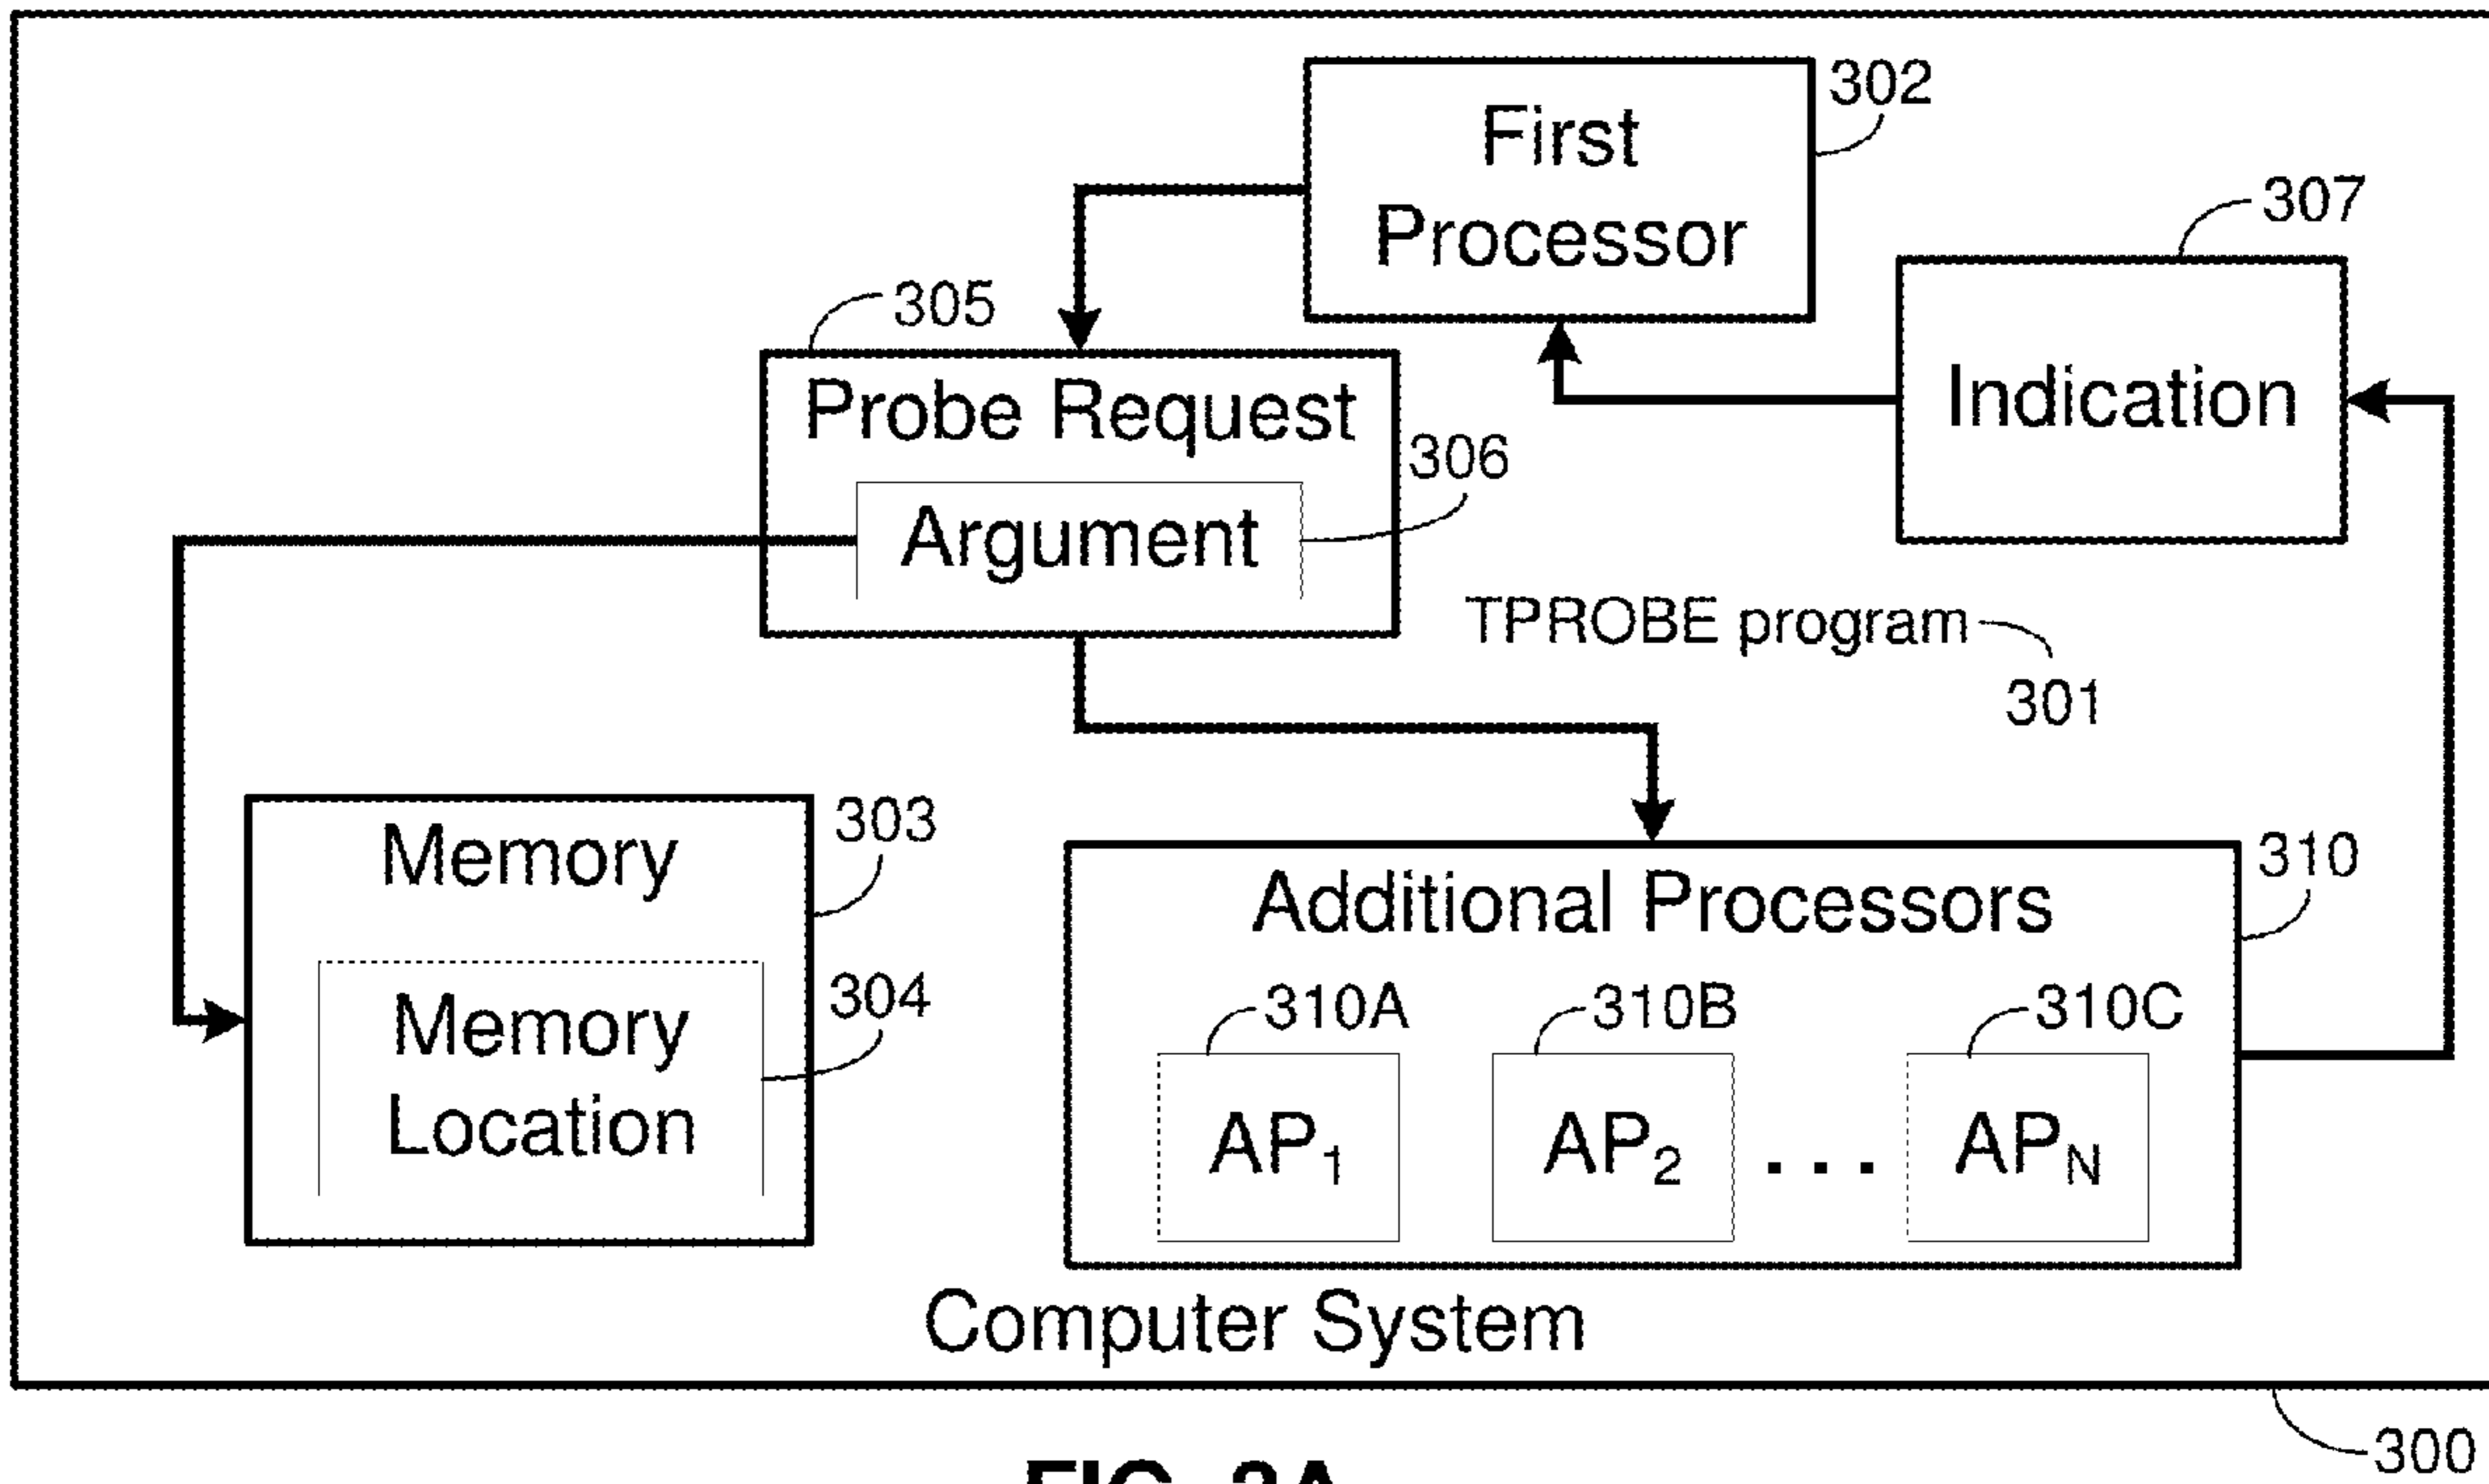 302
First
Processor
307
305
Indication
Probe Request
306
Argument
TPROBE program
301
303
Memory
310
Additional Processors
304
Memory
Location
310A
310B
310C
AP1
AP2
. . .
APN
Computer System
300